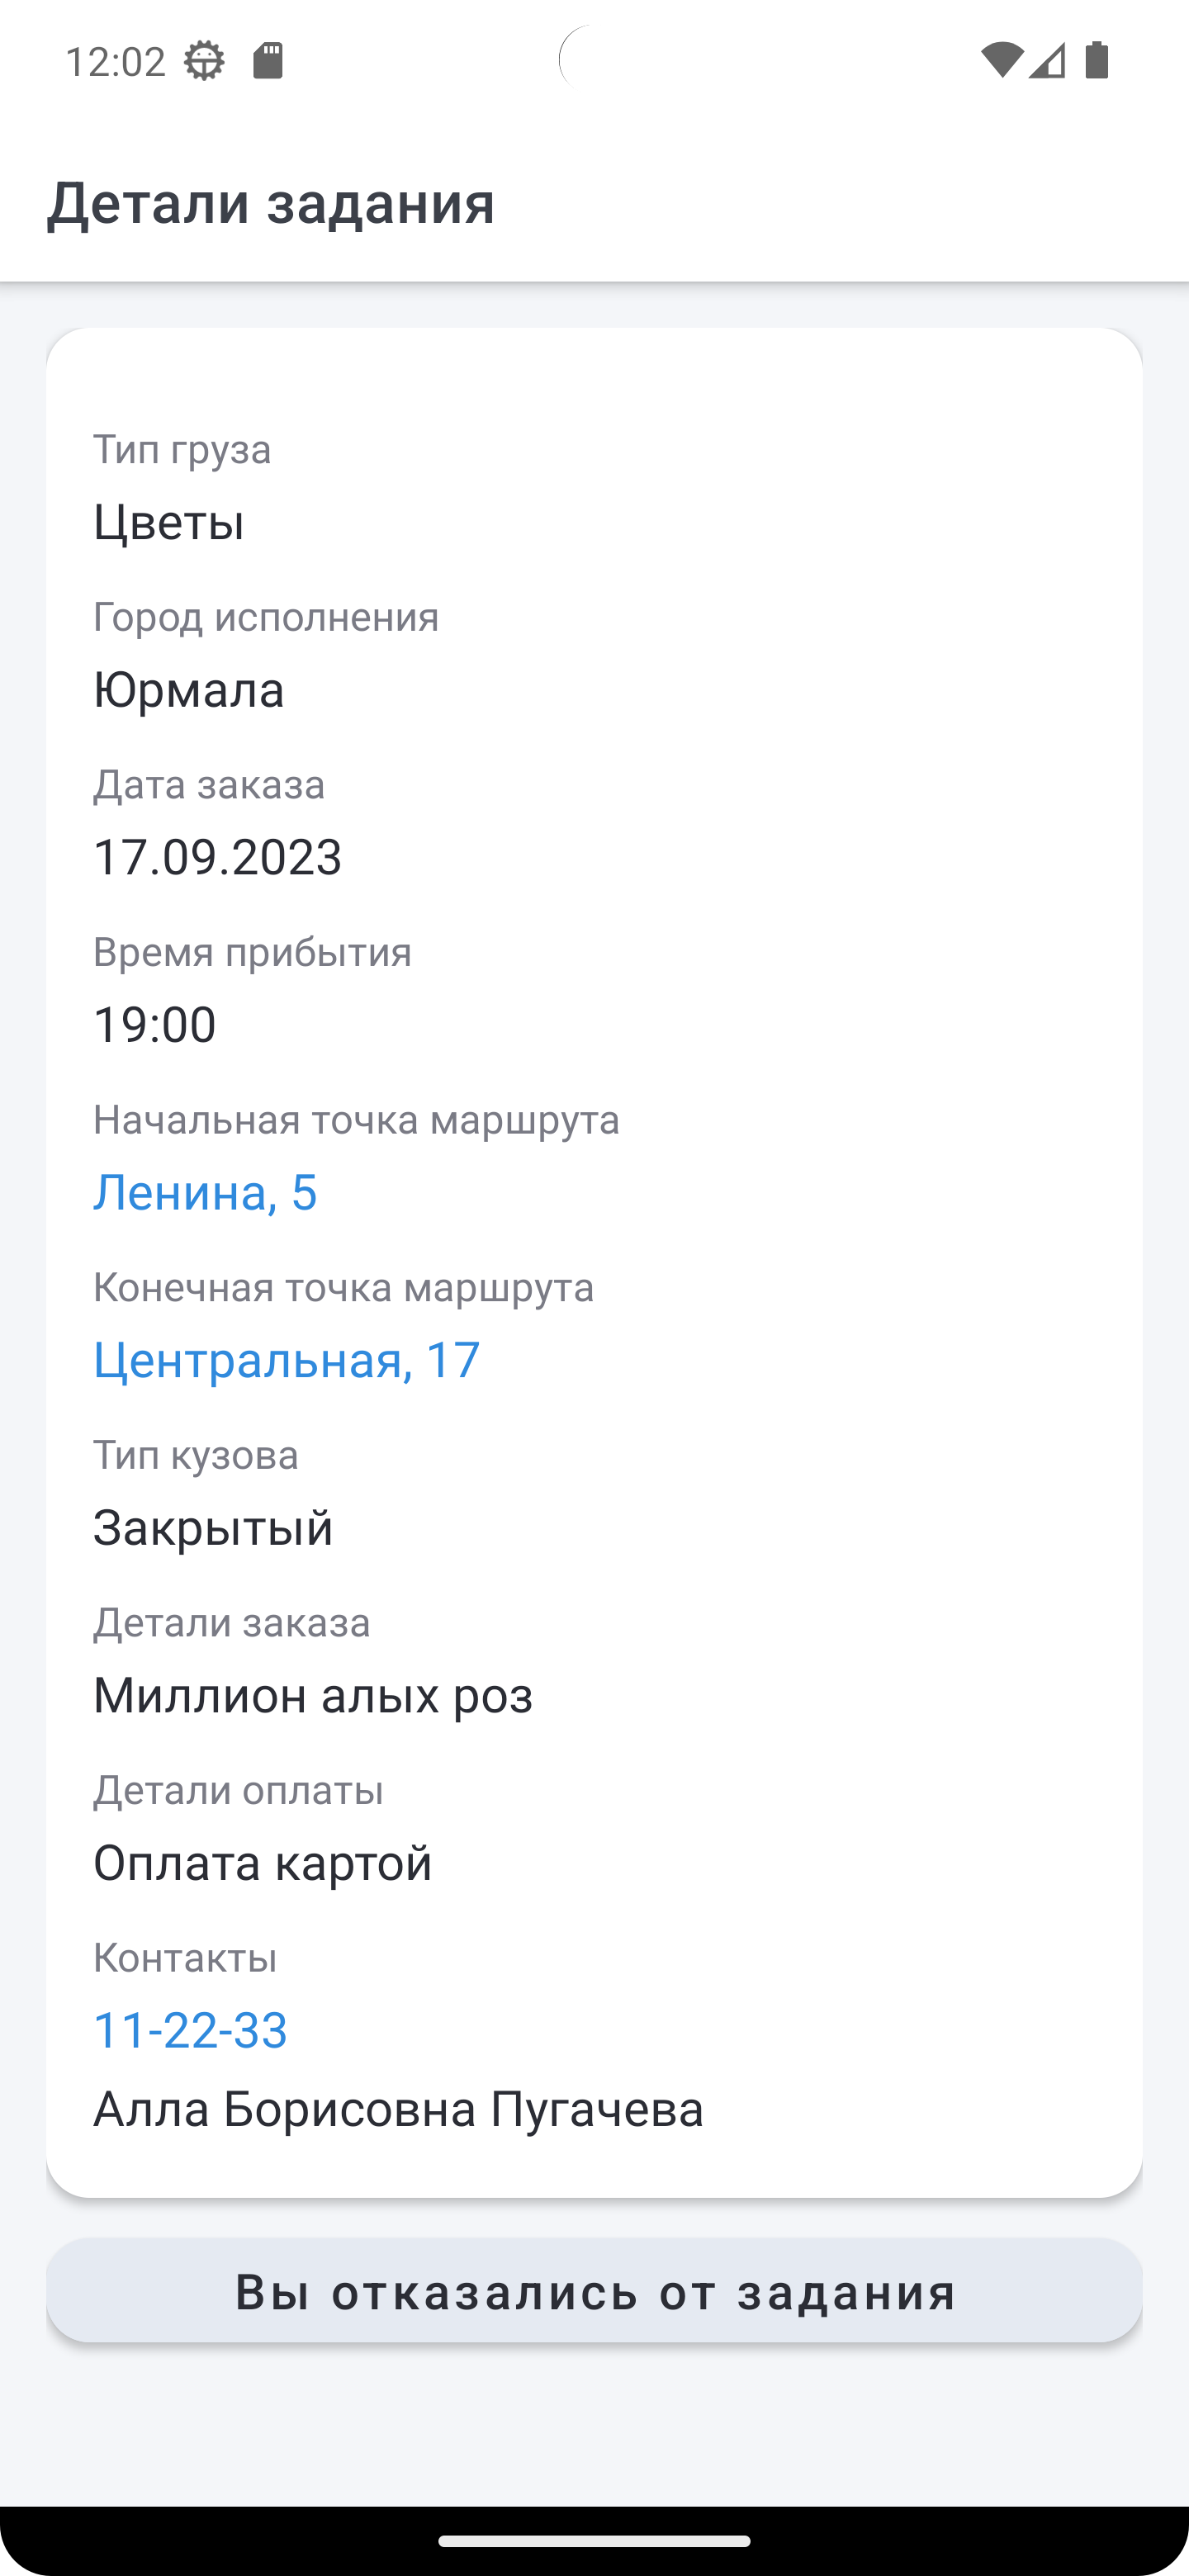 12:02
Детали задания
Тип груза
Цветы
Город исполнения
Юрмала
Дата заказа
17.09.2023
Время прибытия
19:00
Начальная точка маршрута
Ленина, 5
Конечная точка маршрута
Центральная, 17
Тип кузова
Закрытый
Детали заказа
Миллион алых роз
Детали оплаты
Оплата картой
Контакты
11-22-33
Алла Борисовна Пугачева
Вы отказались от задания